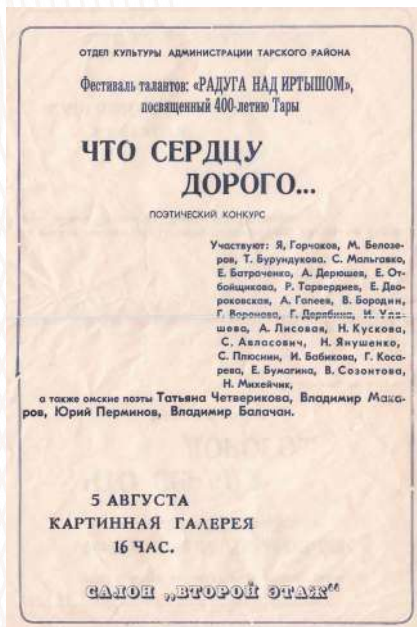 ОТДЕЛ КУЛЬТУРЫ АДМИНИСТРАЦИИ ТАРСКОГО РАЙОНА
Фестиваль талантов: «РАДУГА НАД ИРТЫШОМ»,
посвященный 400-летию Тары
ЧТО СЕРДЦУ
ДОРОГО...
ПОЭТИЧЕСКИЙ КОНКУРС
Участвуют: Я, Горчаков, М. Белозе-
ров, Т. Бурундукова. С. Мальгавко,
Е. Батраченко, А. Дерюшев, Е. От-
бойщикова, Р. Тарвердиев, Е. Дво-
роковская, А. Галеев, В. Бородин,
Г. Воронова, Г. Дерябина, И. Уля-
шева, А. Лисовая, Н. Кускова,
С. Авласович, Н. Янушенко,
С. Плюснин, И. Бабикова, Г. Коса-
рева, Е. Бумагина, В. Созонтова,
Н. Михейчик,
а также омские поэты Татьяна Четверикова, Владимир Мака-
ров, Юрий Перминов, Владимир Балачан.
5 АВГУСТА
КАРТИННАЯ ГАЛЕРЕЯ
16 ЧАС.
САЛОН „ВТОРОЙ ЭТАЖ“